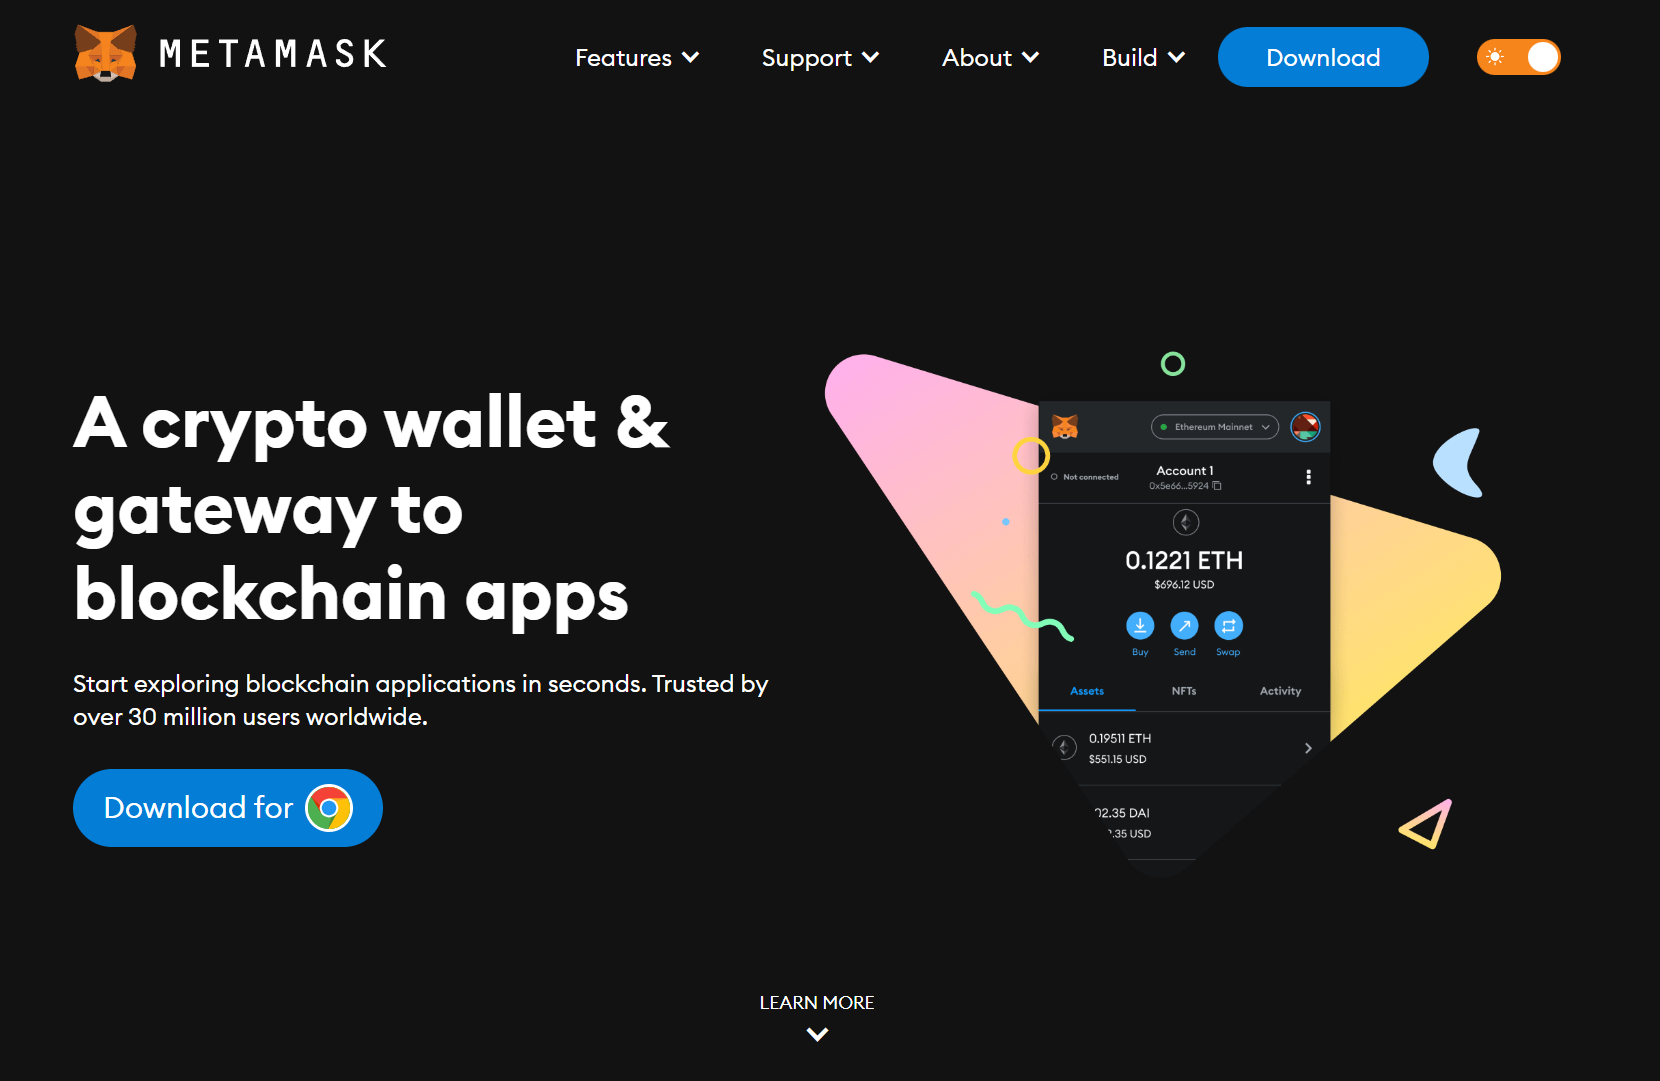 METAMASK
Features
Support
About
Build
Download
A crypto wallet &
gateway to
blockchain apps
Start exploring blockchain applications in seconds. Trusted by
over 30 million users worldwide.
Download for
Ethereum Mainnet
Not connected
Account 1
0x5e66...5924
0.1221 ETH
$696.12 USD
Buy Send Swap
Assets NFTs Activity
0.19511 ETH
$551.15 USD
02.35 DAI
.35 USD
LEARN MORE